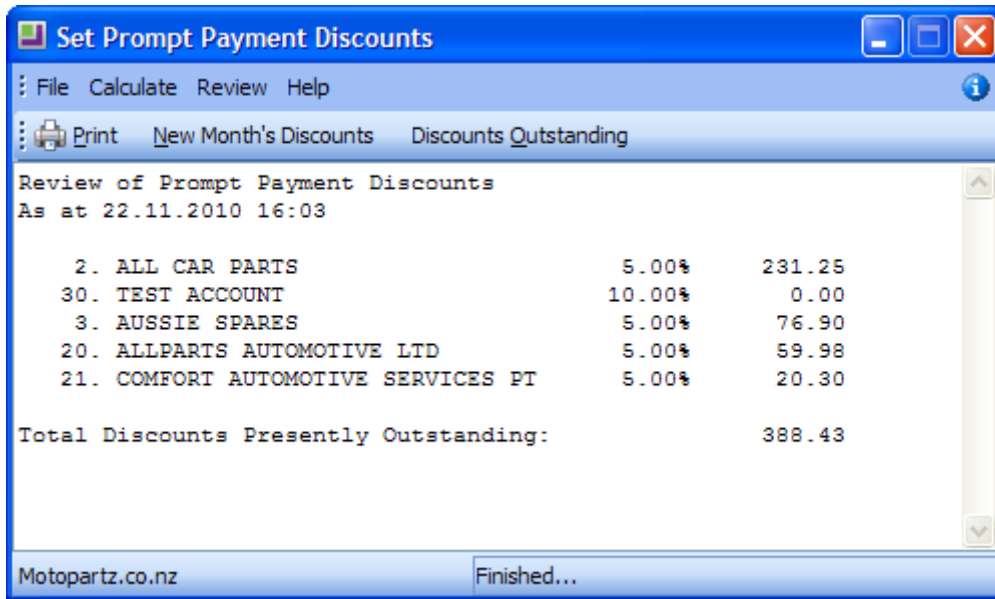 Set Prompt Payment Discounts
File Calculate Review Help
Print New Month's Discounts Discounts Outstanding
Review of Prompt Payment Discounts
As at 22.11.2010 16:03
2. ALL CAR PARTS 5.00% 231.25
30. TEST ACCOUNT 10.00% 0.00
3. AUSSIE SPARES 5.00% 76.90
20. ALLPARTS AUTOMOTIVE LTD 5.00% 59.98
21. COMFORT AUTOMOTIVE SERVICES PT 5.00% 20.30
Total Discounts Presently Outstanding: 388.43
Motopartz.co.nz Finished...